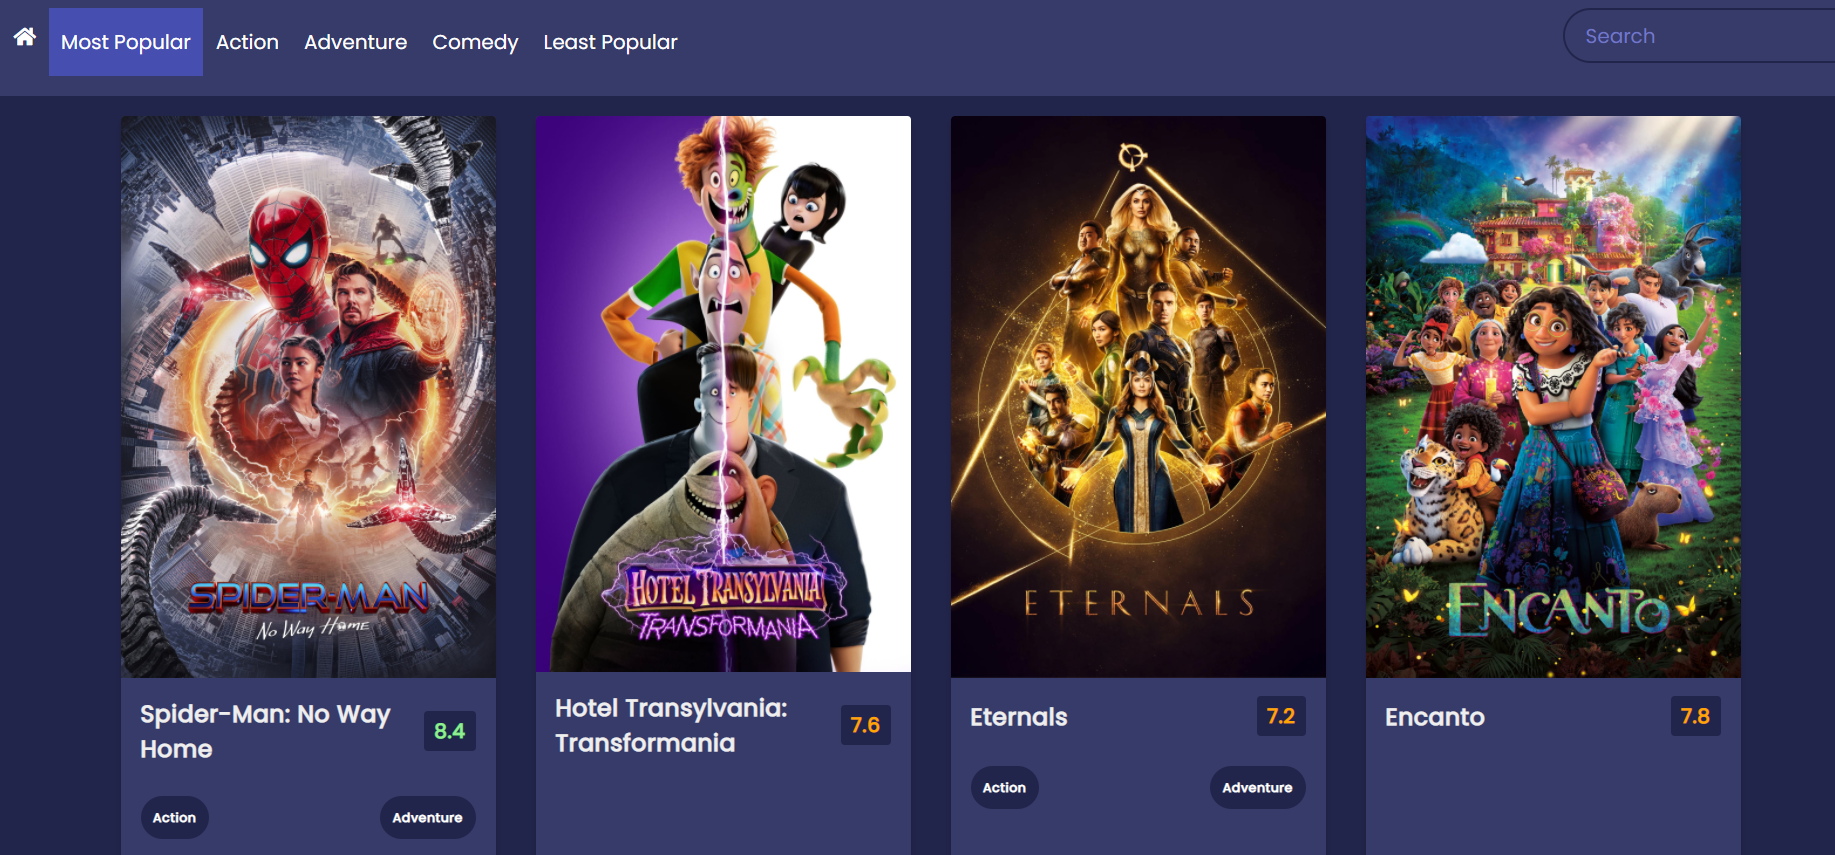 Most Popular Action Adventure Comedy Least Popular
Search
SPIDER-MAN
No Way Home
HOTEL TRANSYLVANIA
TRANSFORMANIA
ETERNALS
ENCANTO
Spider-Man: No Way
Home
8.4
Action
Adventure
Hotel Transylvania:
Transformania
7.6
Eternals
7.2
Action
Adventure
Encanto
7.8